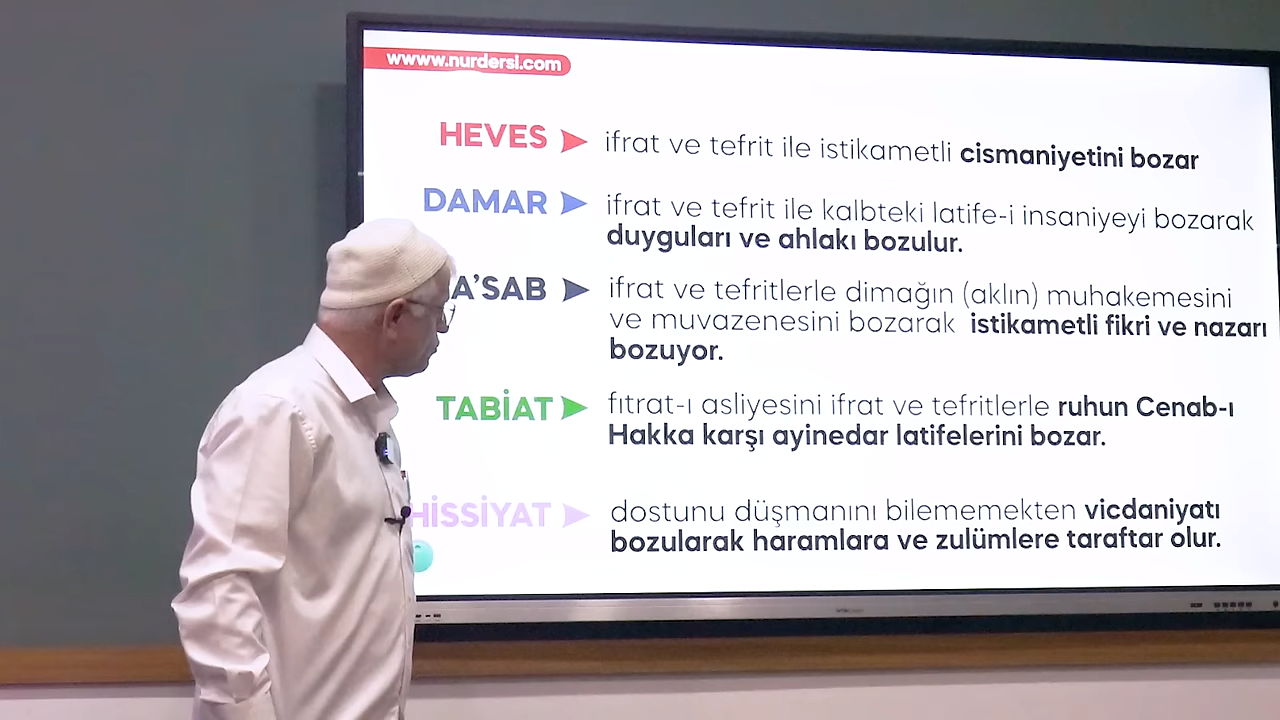 wwww.nurdersi.com
HEVES ifrat ve tefrit ile istikametli cismaniyetini bozar
DAMAR ifrat ve tefrit ile kalbteki latife-i insaniyeyi bozarak
duyguları ve ahlakı bozulur.
A'SAB ifrat ve tefritlerle dimağın (aklın) muhakemesini
ve muvazenesini bozarak istikametli fikri ve nazarı
bozuyor.
TABİAT fıtrat-ı asliyesini ifrat ve tefritlerle ruhun Cenab-ı
Hakka karşı ayinedar latifelerini bozar.
HİSSİYAT dostunu düşmanını bilememekten vicdaniyatı
bozularak haramlara ve zulümlere taraftar olur.